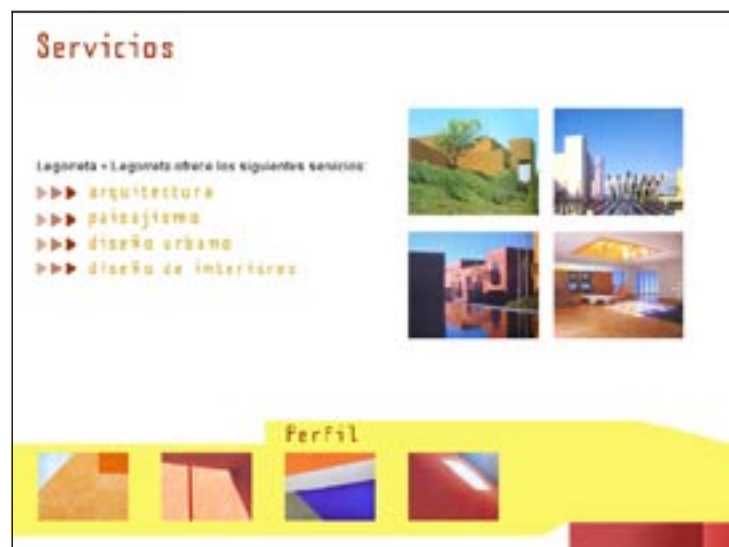 Servicios
Legorreta + Legorreta ofrece los siguientes servicios:
arquitectura
paisajismo
diseño urbano
diseño de interiores
Perfil